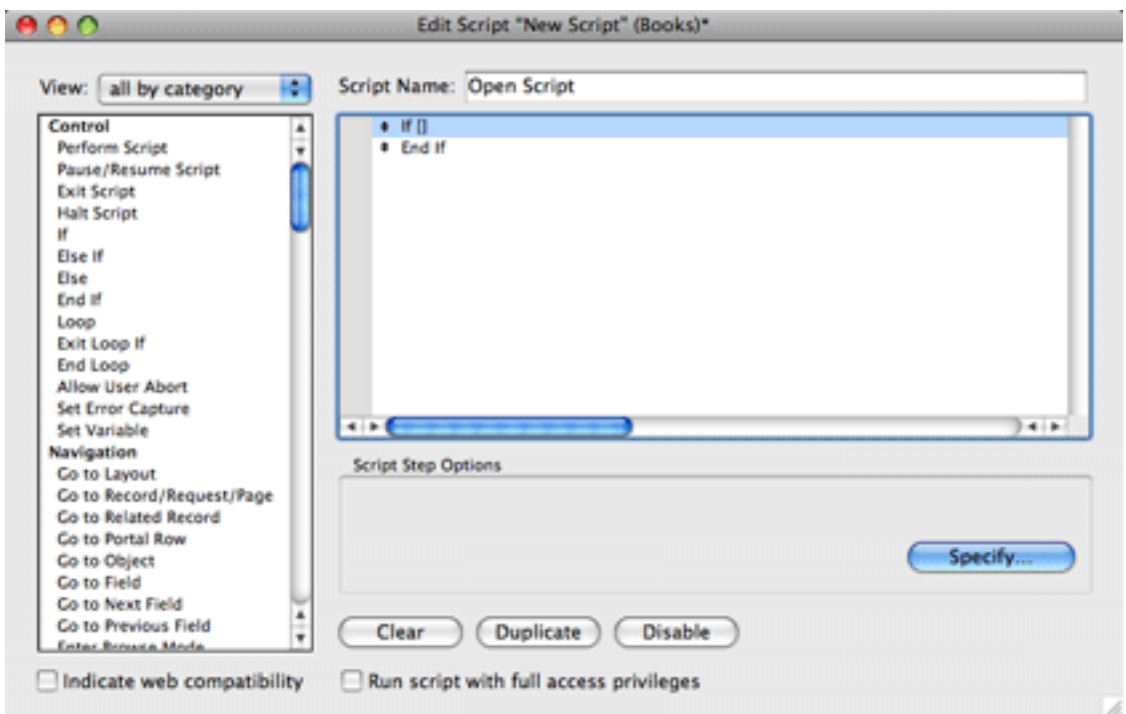 Edit Script "New Script" (Books)*
View: all by category
Script Name: Open Script
Control
Perform Script
Pause/Resume Script
Exit Script
Halt Script
If
Else If
Else
End If
Loop
Exit Loop If
End Loop
Allow User Abort
Set Error Capture
Set Variable
Navigation
Go to Layout
Go to Record/Request/Page
Go to Related Record
Go to Portal Row
Go to Object
Go to Field
Go to Next Field
Go to Previous Field
Enter Browse Mode
If []
End If
Script Step Options
Specify...
Clear Duplicate Disable
Indicate web compatibility
Run script with full access privileges